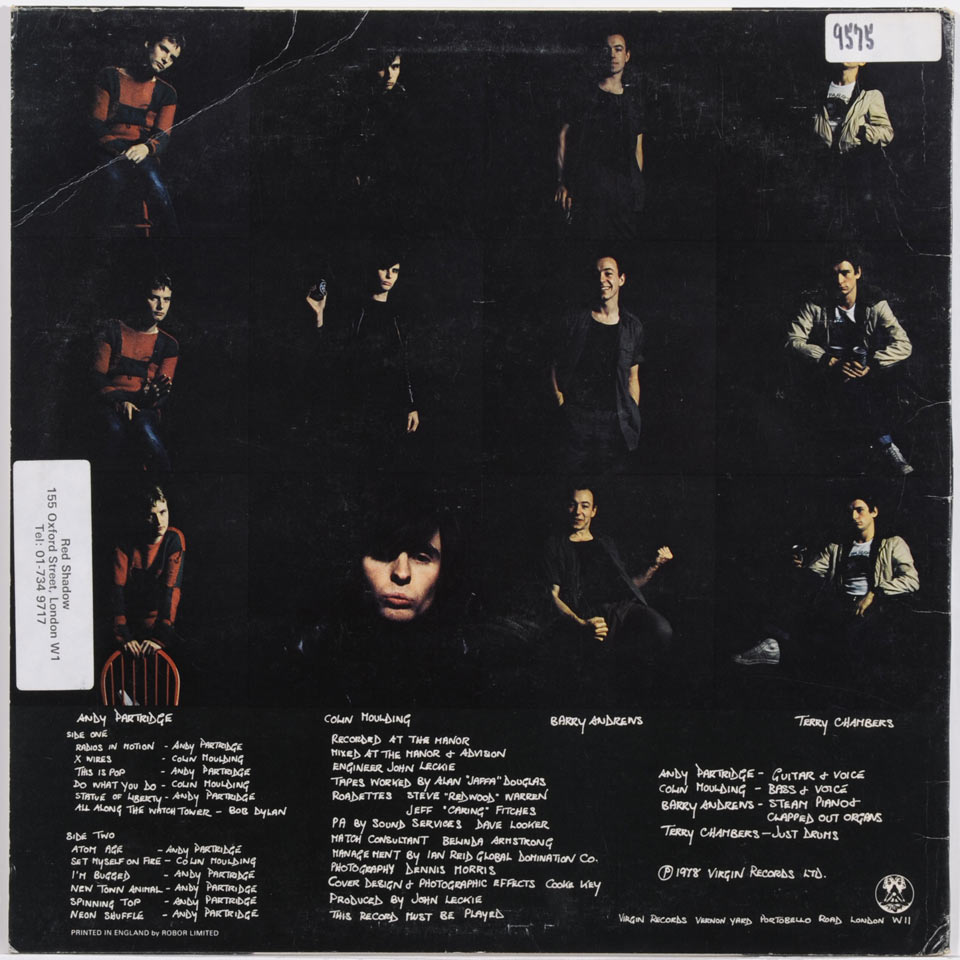 9575
Red Shadow
155 Oxford Street, London W1
Tel: 01-734 9717
ANDY PARTRIDGE
SIDE ONE
RADIOS IN MOTION - ANDY PARTRIDGE
X WIRES - COLIN MOULDING
THIS IS POP - ANDY PARTRIDGE
DO WHAT YOU DO - COLIN MOULDING
STATUE OF LIBERTY - ANDY PARTRIDGE
ALL ALONG THE WATCH TOWER - BOB DYLAN
SIDE TWO
ATOM AGE - ANDY PARTRIDGE
SET MYSELF ON FIRE - COLIN MOULDING
I'M BUGGED - ANDY PARTRIDGE
NEW TOWN ANIMAL - ANDY PARTRIDGE
SPINNING TOP - ANDY PARTRIDGE
NEON SHUFFLE - ANDY PARTRIDGE
PRINTED IN ENGLAND by ROBOR LIMITED
COLIN MOULDING
RECORDED AT THE MANOR
MIXED AT THE MANOR & ADVISION
ENGINEER JOHN LECKIE
TAPES WORKED BY ALAN "JAFFA" DOUGLAS
ROADETTES STEVE "REDWOOD" WARREN
JEFF "CARING" FITCHES
PA BY SOUND SERVICES DAVE LOOKER
MATCH CONSULTANT BELINDA ARMSTRONG
MANAGEMENT BY IAN REID GLOBAL DOMINATION CO.
PHOTOGRAPHY DENNIS MORRIS
COVER DESIGN & PHOTOGRAPHIC EFFECTS COOKE KEY
PRODUCED BY JOHN LECKIE
THIS RECORD MUST BE PLAYED
BARRY ANDREWS
TERRY CHAMBERS
ANDY PARTRIDGE - GUITAR & VOICE
COLIN MOULDING - BASS & VOICE
BARRY ANDREWS - STEAM PIANO &
CLAPPED OUT ORGANS
TERRY CHAMBERS - JUST DRUMS
℗ 1978 VIRGIN RECORDS LTD.
VIRGIN RECORDS VERNON YARD PORTOBELLO ROAD LONDON W11